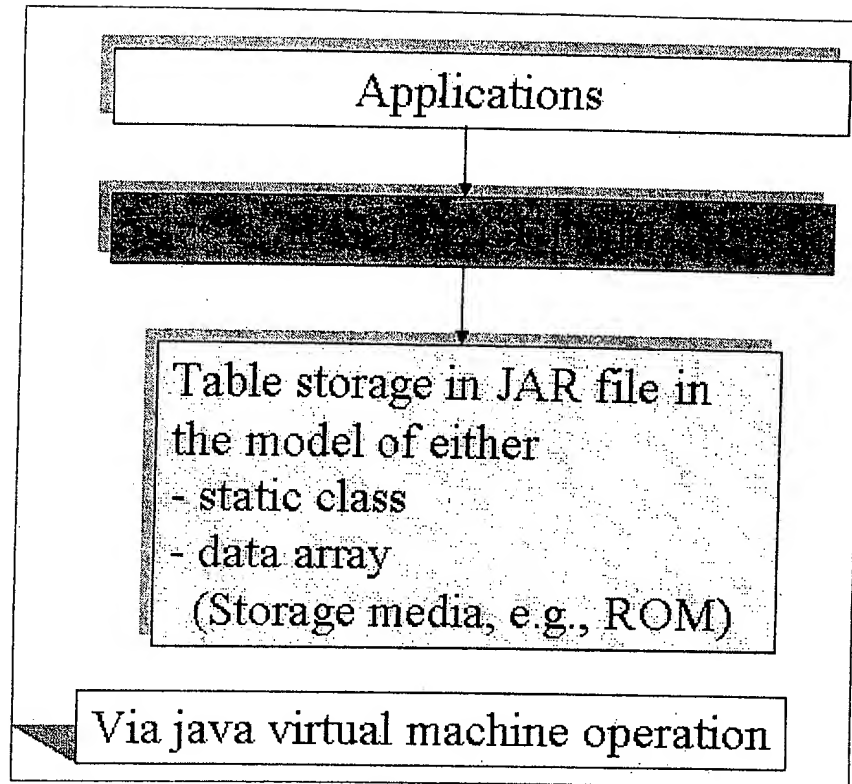 Applications
Table storage in JAR file in
the model of either
- static class
- data array
(Storage media, e.g., ROM)
Via java virtual machine operation